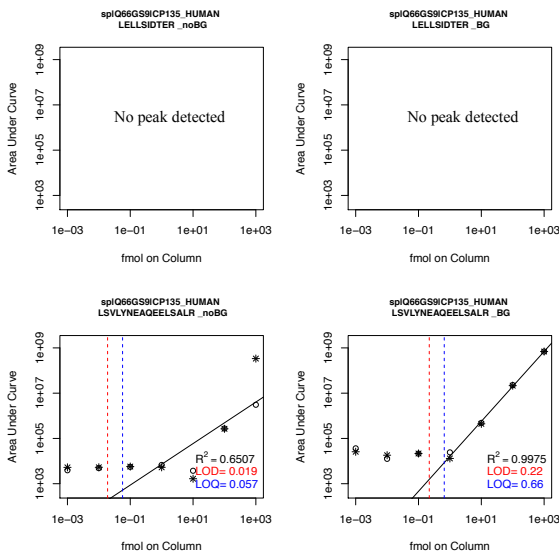 sp|Q66GS9|CP135_HUMAN
LELLSIDTER _noBG
Area Under Curve
1e+03 1e+05 1e+07 1e+09
No peak detected
1e−03 1e−01 1e+01 1e+03
fmol on Column
sp|Q66GS9|CP135_HUMAN
LELLSIDTER _BG
Area Under Curve
1e+03 1e+05 1e+07 1e+09
No peak detected
1e−03 1e−01 1e+01 1e+03
fmol on Column
sp|Q66GS9|CP135_HUMAN
LSVLYNEAQEELSALR _noBG
Area Under Curve
1e+03 1e+05 1e+07 1e+09
R² = 0.6507
LOD= 0.019
LOQ= 0.057
1e−03 1e−01 1e+01 1e+03
fmol on Column
sp|Q66GS9|CP135_HUMAN
LSVLYNEAQEELSALR _BG
Area Under Curve
1e+03 1e+05 1e+07 1e+09
R² = 0.9975
LOD= 0.22
LOQ= 0.66
1e−03 1e−01 1e+01 1e+03
fmol on Column